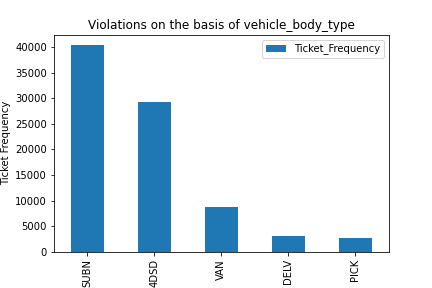 Violations on the basis of vehicle_body_type
Ticket_Frequency
Ticket Frequency
40000
35000
30000
25000
20000
15000
10000
5000
0
SUBN
4DSD
VAN
DELV
PICK